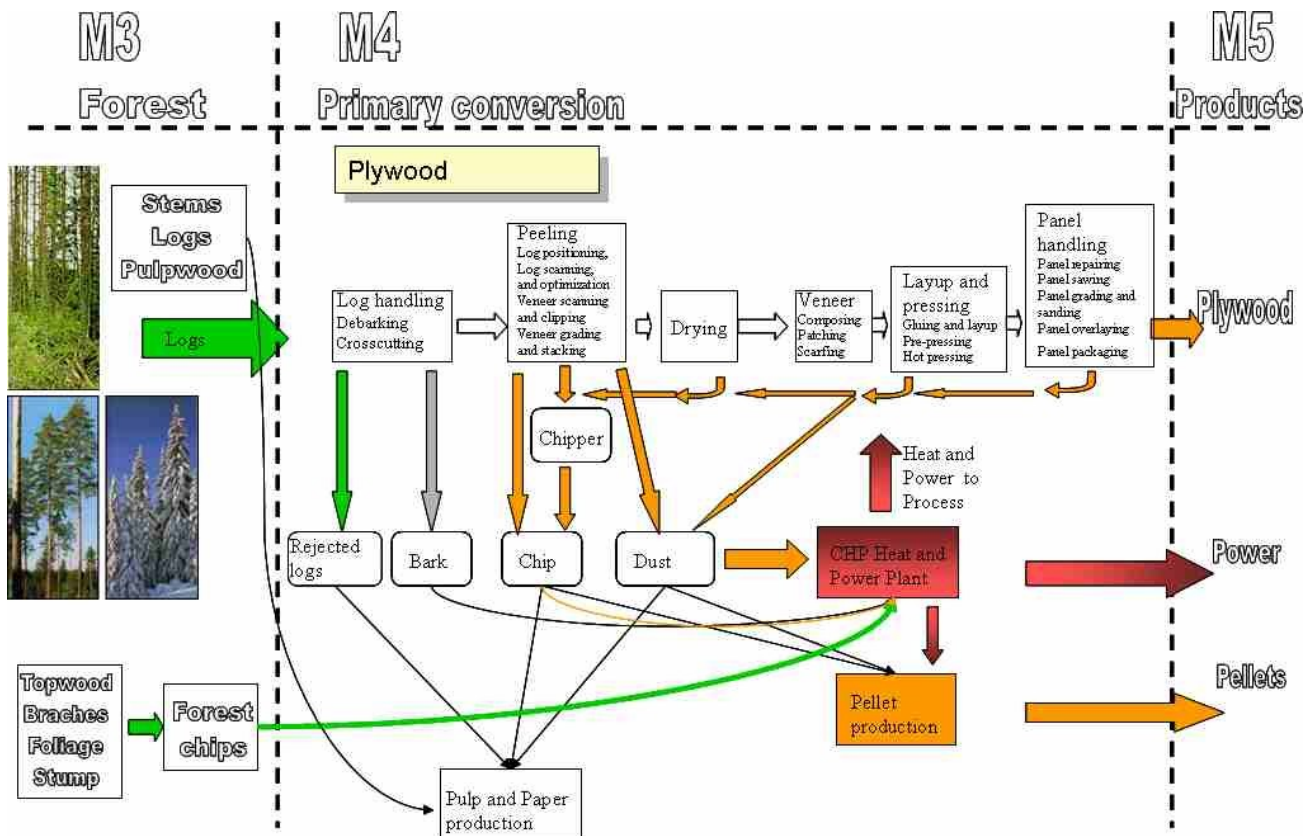 M3
Forest
M4
Primary conversion
M5
Products
Plywood
Stems
Logs
Pulpwood
Logs
Log handling
Debarking
Crosscutting
Peeling
Log positioning,
Log scanning,
and optimization
Veneer scanning
and clipping
Veneer grading
and stacking
Drying
Veneer
Composing
Patching
Scarfing
Layup and
pressing
Gluing and layup
Pre-pressing
Hot pressing
Panel
handling
Panel repairing
Panel sawing
Panel grading and
sanding
Panel overlaying
Panel packaging
Plywood
Chipper
Heat and
Power to
Process
Rejected
logs
Bark
Chip
Dust
CHP Heat and
Power Plant
Power
Topwood
Braches
Foliage
Stump
Forest
chips
Pellet
production
Pellets
Pulp and Paper
production